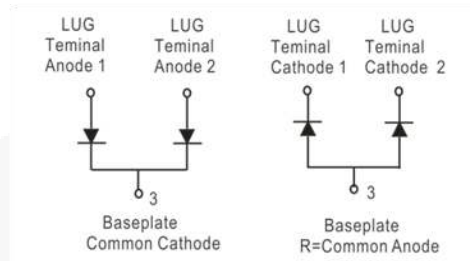 LUG
Teminal
Anode 1
LUG
Teminal
Anode 2
LUG
Teminal
Cathode 1
LUG
Teminal
Cathode 2
3
Baseplate
Common Cathode
3
Baseplate
R=Common Anode